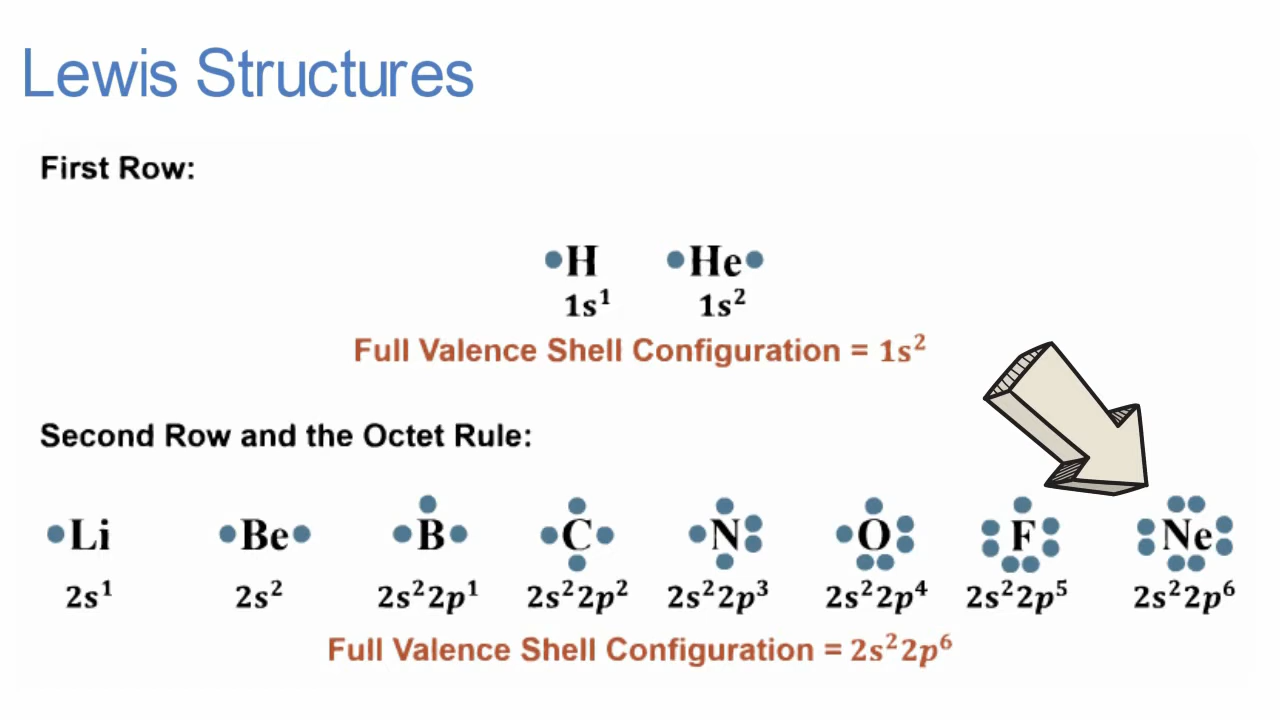 Lewis Structures
First Row:
•H •He•
1s¹ 1s²
Full Valence Shell Configuration = 1s²
Second Row and the Octet Rule:
Li Be B C N O F Ne
2s¹ 2s² 2s²2p¹ 2s²2p² 2s²2p³ 2s²2p⁴ 2s²2p⁵ 2s²2p⁶
Full Valence Shell Configuration = 2s²2p⁶